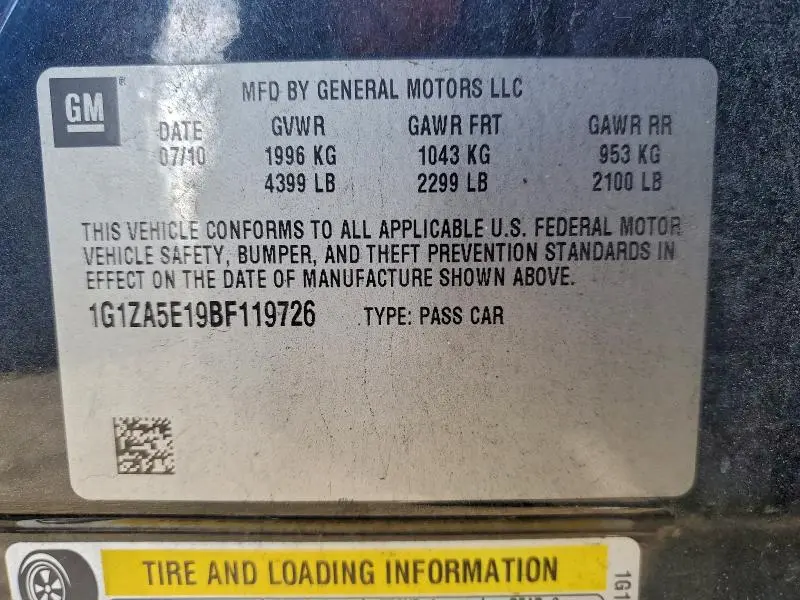 GM
MFD BY GENERAL MOTORS LLC
DATE GVWR GAWR FRT GAWR RR
07/10 1996 KG 1043 KG 953 KG
4399 LB 2299 LB 2100 LB
THIS VEHICLE CONFORMS TO ALL APPLICABLE U.S. FEDERAL MOTOR
VEHICLE SAFETY, BUMPER, AND THEFT PREVENTION STANDARDS IN
EFFECT ON THE DATE OF MANUFACTURE SHOWN ABOVE.
1G1ZA5E19BF119726 TYPE: PASS CAR
TIRE AND LOADING INFORMATION
1G1